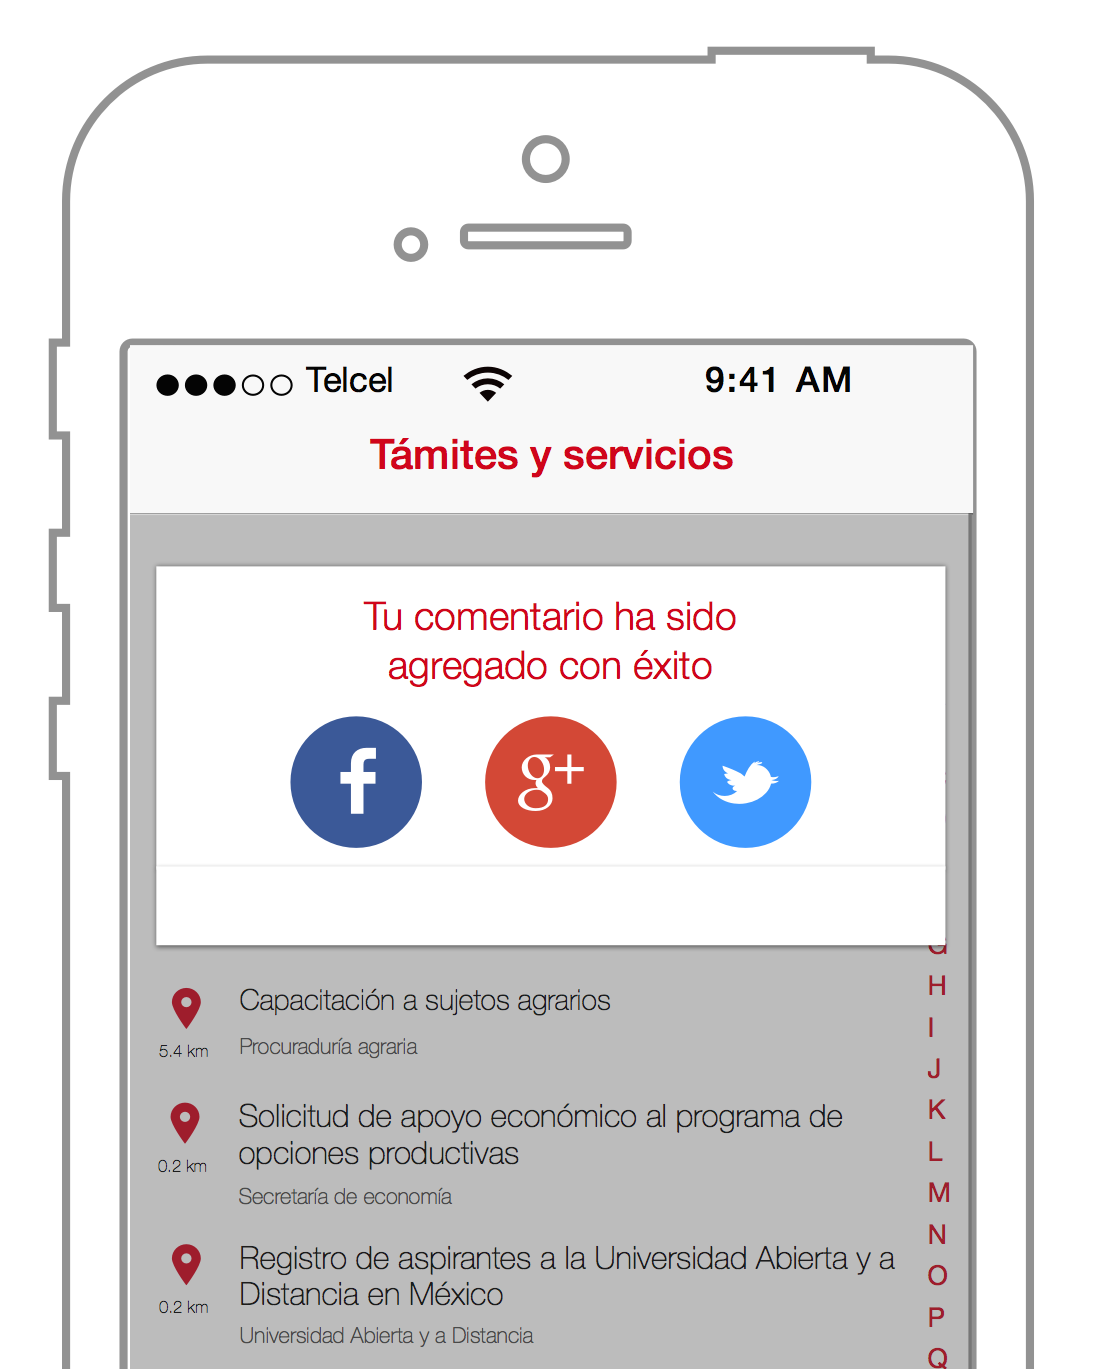 Telcel 9:41 AM
Támites y servicios
Tu comentario ha sido
agregado con éxito
f g+
G
H
I
J
K
L
M
N
O
P
Q
Capacitación a sujetos agrarios
5.4 km
Procuraduría agraria
Solicitud de apoyo económico al programa de
opciones productivas
0.2 km
Secretaría de economía
Registro de aspirantes a la Universidad Abierta y a
Distancia en México
0.2 km
Universidad Abierta y a Distancia